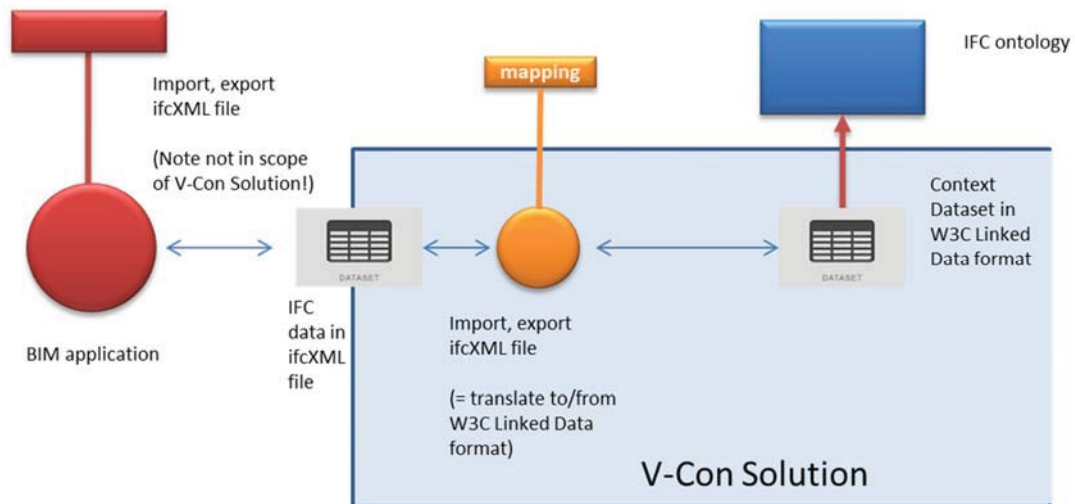 Import, export
ifcXML file
(Note not in scope
of V-Con Solution!)
mapping
IFC ontology
Context
Dataset in
W3C Linked
Data format
DATASET
DATASET
BIM application
IFC
data in
ifcXML
file
Import, export
ifcXML file
(= translate to/from
W3C Linked Data
format)
V-Con Solution